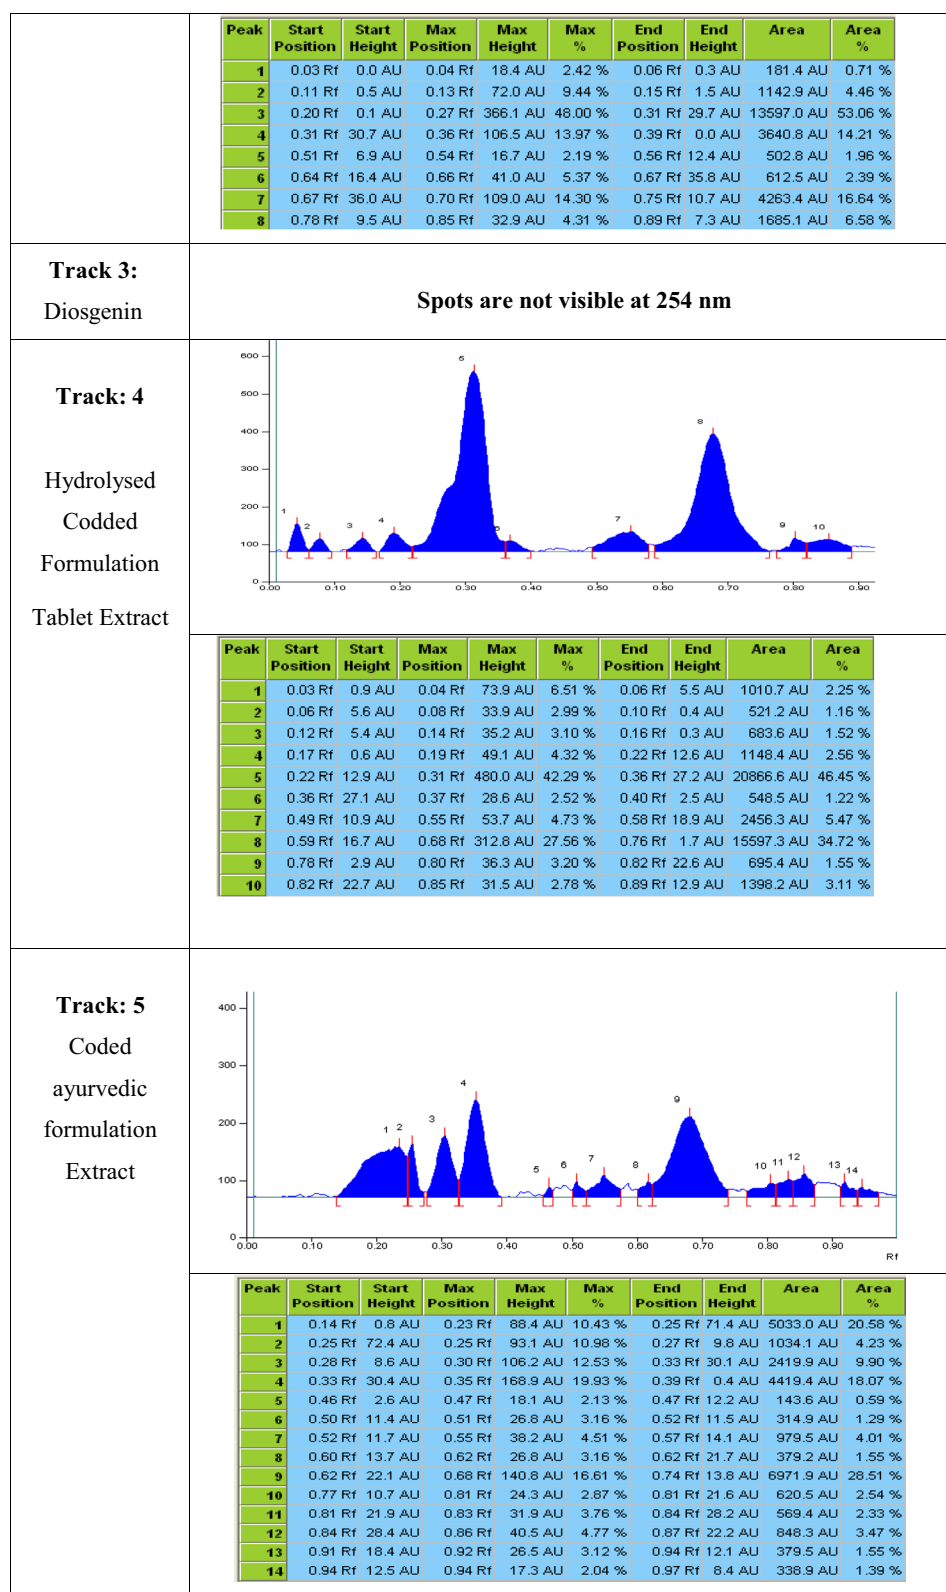 Peak Start Position Start Height Max Position Max Height Max % End Position End Height Area Area %
1 0.03 Rf 0.0 AU 0.04 Rf 18.4 AU 2.42 % 0.06 Rf 0.3 AU 181.4 AU 0.71 %
2 0.11 Rf 0.5 AU 0.13 Rf 72.0 AU 9.44 % 0.15 Rf 1.5 AU 1142.9 AU 4.46 %
3 0.20 Rf 0.1 AU 0.27 Rf 366.1 AU 48.00 % 0.31 Rf 29.7 AU 13597.0 AU 53.06 %
4 0.31 Rf 30.7 AU 0.36 Rf 106.5 AU 13.97 % 0.39 Rf 0.0 AU 3640.8 AU 14.21 %
5 0.51 Rf 6.9 AU 0.54 Rf 16.7 AU 2.19 % 0.56 Rf 12.4 AU 502.8 AU 1.96 %
6 0.64 Rf 16.4 AU 0.66 Rf 41.0 AU 5.37 % 0.67 Rf 35.8 AU 612.5 AU 2.39 %
7 0.67 Rf 36.0 AU 0.70 Rf 109.0 AU 14.30 % 0.75 Rf 10.7 AU 4263.4 AU 16.64 %
8 0.78 Rf 9.5 AU 0.85 Rf 32.9 AU 4.31 % 0.89 Rf 7.3 AU 1685.1 AU 6.58 %
Track 3:
Diosgenin
Spots are not visible at 254 nm
Track: 4
Hydrolysed
Codded
Formulation
Tablet Extract
600
500
400
300
200
100
0
1 2 3 4 5 6 7 8 9 10
0.00 0.10 0.20 0.30 0.40 0.50 0.60 0.70 0.80 0.90
Peak Start Position Start Height Max Position Max Height Max % End Position End Height Area Area %
1 0.03 Rf 0.9 AU 0.04 Rf 73.9 AU 6.51 % 0.06 Rf 5.5 AU 1010.7 AU 2.25 %
2 0.06 Rf 5.6 AU 0.08 Rf 33.9 AU 2.99 % 0.10 Rf 0.4 AU 521.2 AU 1.16 %
3 0.12 Rf 5.4 AU 0.14 Rf 35.2 AU 3.10 % 0.16 Rf 0.3 AU 683.6 AU 1.52 %
4 0.17 Rf 0.6 AU 0.19 Rf 49.1 AU 4.32 % 0.22 Rf 12.6 AU 1148.4 AU 2.56 %
5 0.22 Rf 12.9 AU 0.31 Rf 480.0 AU 42.29 % 0.36 Rf 27.2 AU 20866.6 AU 46.45 %
6 0.36 Rf 27.1 AU 0.37 Rf 28.6 AU 2.52 % 0.40 Rf 2.5 AU 548.5 AU 1.22 %
7 0.49 Rf 10.9 AU 0.55 Rf 53.7 AU 4.73 % 0.58 Rf 18.9 AU 2456.3 AU 5.47 %
8 0.59 Rf 16.7 AU 0.68 Rf 312.8 AU 27.56 % 0.76 Rf 1.7 AU 15597.3 AU 34.72 %
9 0.78 Rf 2.9 AU 0.80 Rf 36.3 AU 3.20 % 0.82 Rf 22.6 AU 695.4 AU 1.55 %
10 0.82 Rf 22.7 AU 0.85 Rf 31.5 AU 2.78 % 0.89 Rf 12.9 AU 1398.2 AU 3.11 %
Track: 5
Coded
ayurvedic
formulation
Extract
400
300
200
100
0
1 2 3 4 5 6 7 8 9 10 11 12 13 14
0.00 0.10 0.20 0.30 0.40 0.50 0.60 0.70 0.80 0.90
Rf
Peak Start Position Start Height Max Position Max Height Max % End Position End Height Area Area %
1 0.14 Rf 0.8 AU 0.23 Rf 88.4 AU 10.43 % 0.25 Rf 71.4 AU 5033.0 AU 20.58 %
2 0.25 Rf 72.4 AU 0.25 Rf 93.1 AU 10.98 % 0.27 Rf 9.8 AU 1034.1 AU 4.23 %
3 0.28 Rf 8.6 AU 0.30 Rf 106.2 AU 12.53 % 0.33 Rf 30.1 AU 2419.9 AU 9.90 %
4 0.33 Rf 30.4 AU 0.35 Rf 168.9 AU 19.93 % 0.39 Rf 0.4 AU 4419.4 AU 18.07 %
5 0.46 Rf 2.6 AU 0.47 Rf 18.1 AU 2.13 % 0.47 Rf 12.2 AU 143.6 AU 0.59 %
6 0.50 Rf 11.4 AU 0.51 Rf 26.8 AU 3.16 % 0.52 Rf 11.5 AU 314.9 AU 1.29 %
7 0.52 Rf 11.7 AU 0.55 Rf 38.2 AU 4.51 % 0.57 Rf 14.1 AU 979.5 AU 4.01 %
8 0.60 Rf 13.7 AU 0.62 Rf 26.8 AU 3.16 % 0.62 Rf 21.7 AU 379.2 AU 1.55 %
9 0.62 Rf 22.1 AU 0.68 Rf 140.8 AU 16.61 % 0.74 Rf 13.8 AU 6971.9 AU 28.51 %
10 0.77 Rf 10.7 AU 0.81 Rf 24.3 AU 2.87 % 0.81 Rf 21.6 AU 620.5 AU 2.54 %
11 0.81 Rf 21.9 AU 0.83 Rf 31.9 AU 3.76 % 0.84 Rf 28.2 AU 569.4 AU 2.33 %
12 0.84 Rf 28.4 AU 0.86 Rf 40.5 AU 4.77 % 0.87 Rf 22.2 AU 848.3 AU 3.47 %
13 0.91 Rf 18.4 AU 0.92 Rf 26.5 AU 3.12 % 0.94 Rf 12.1 AU 379.5 AU 1.55 %
14 0.94 Rf 12.5 AU 0.94 Rf 17.3 AU 2.04 % 0.97 Rf 8.4 AU 338.9 AU 1.39 %